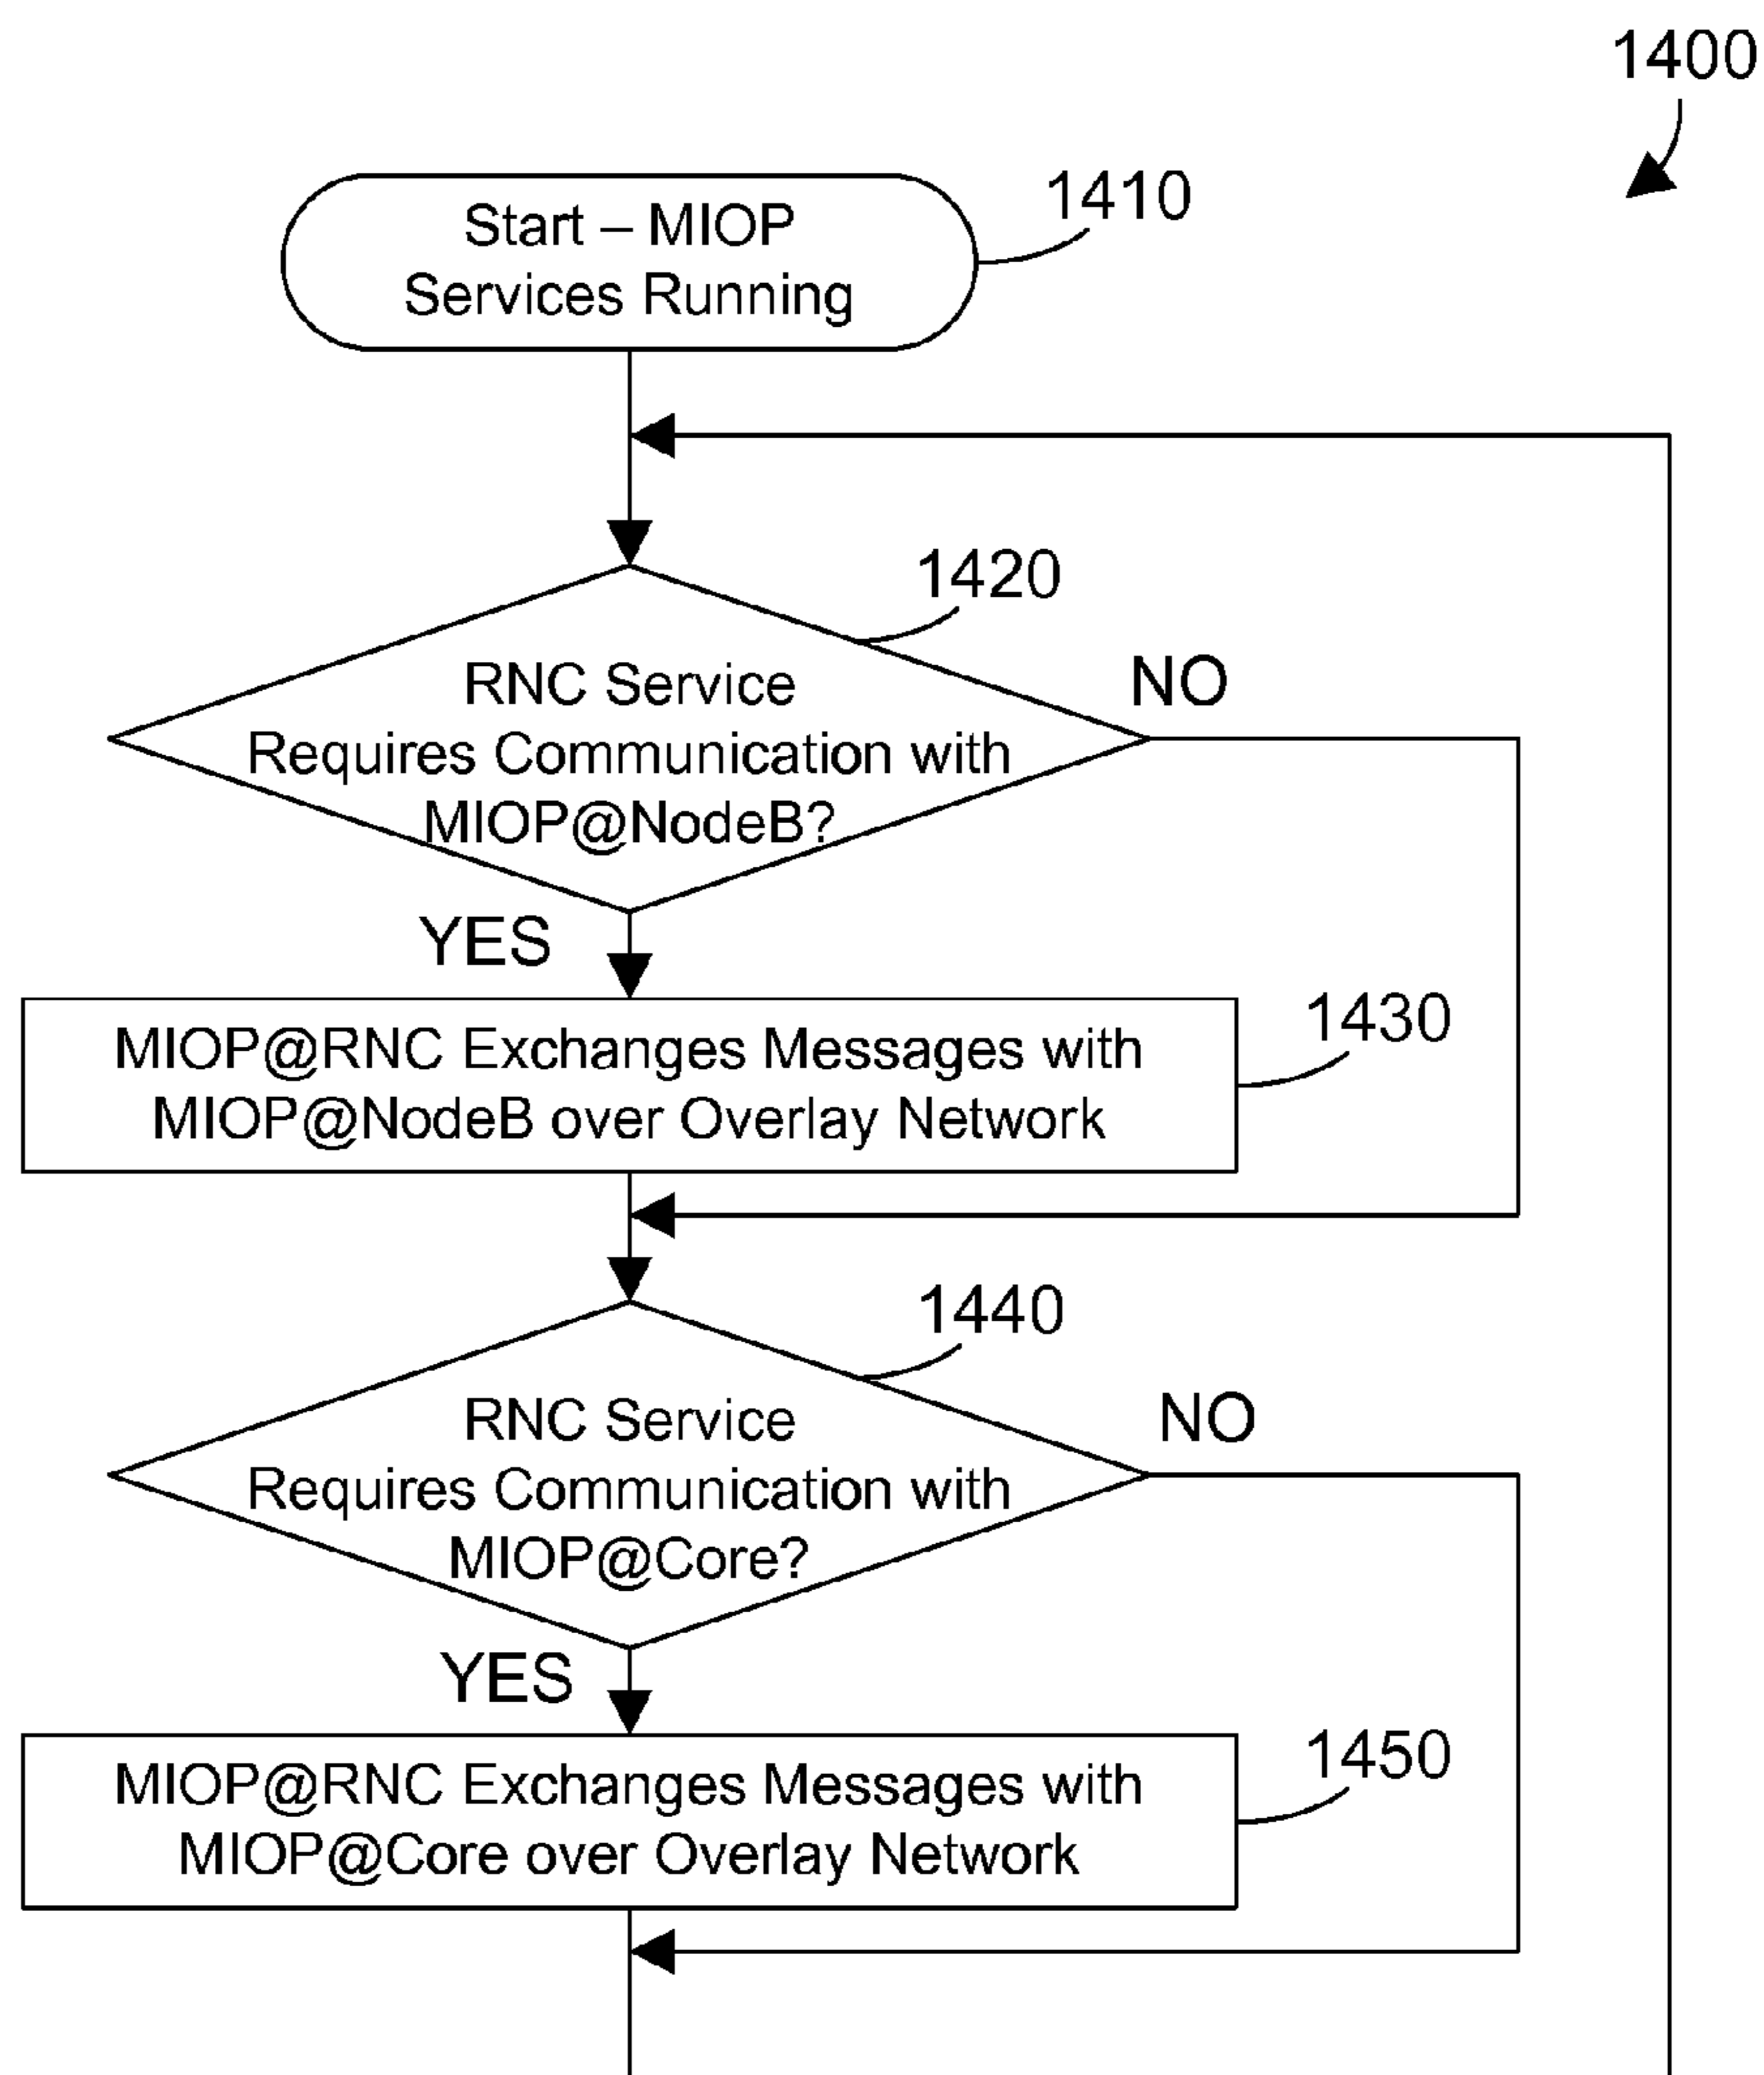 1400
Start – MIOP
Services Running
1410
1420
RNC Service
Requires Communication with
MIOP@NodeB?
NO
YES
1430
MIOP@RNC Exchanges Messages with
MIOP@NodeB over Overlay Network
1440
RNC Service
Requires Communication with
MIOP@Core?
NO
YES
1450
MIOP@RNC Exchanges Messages with
MIOP@Core over Overlay Network